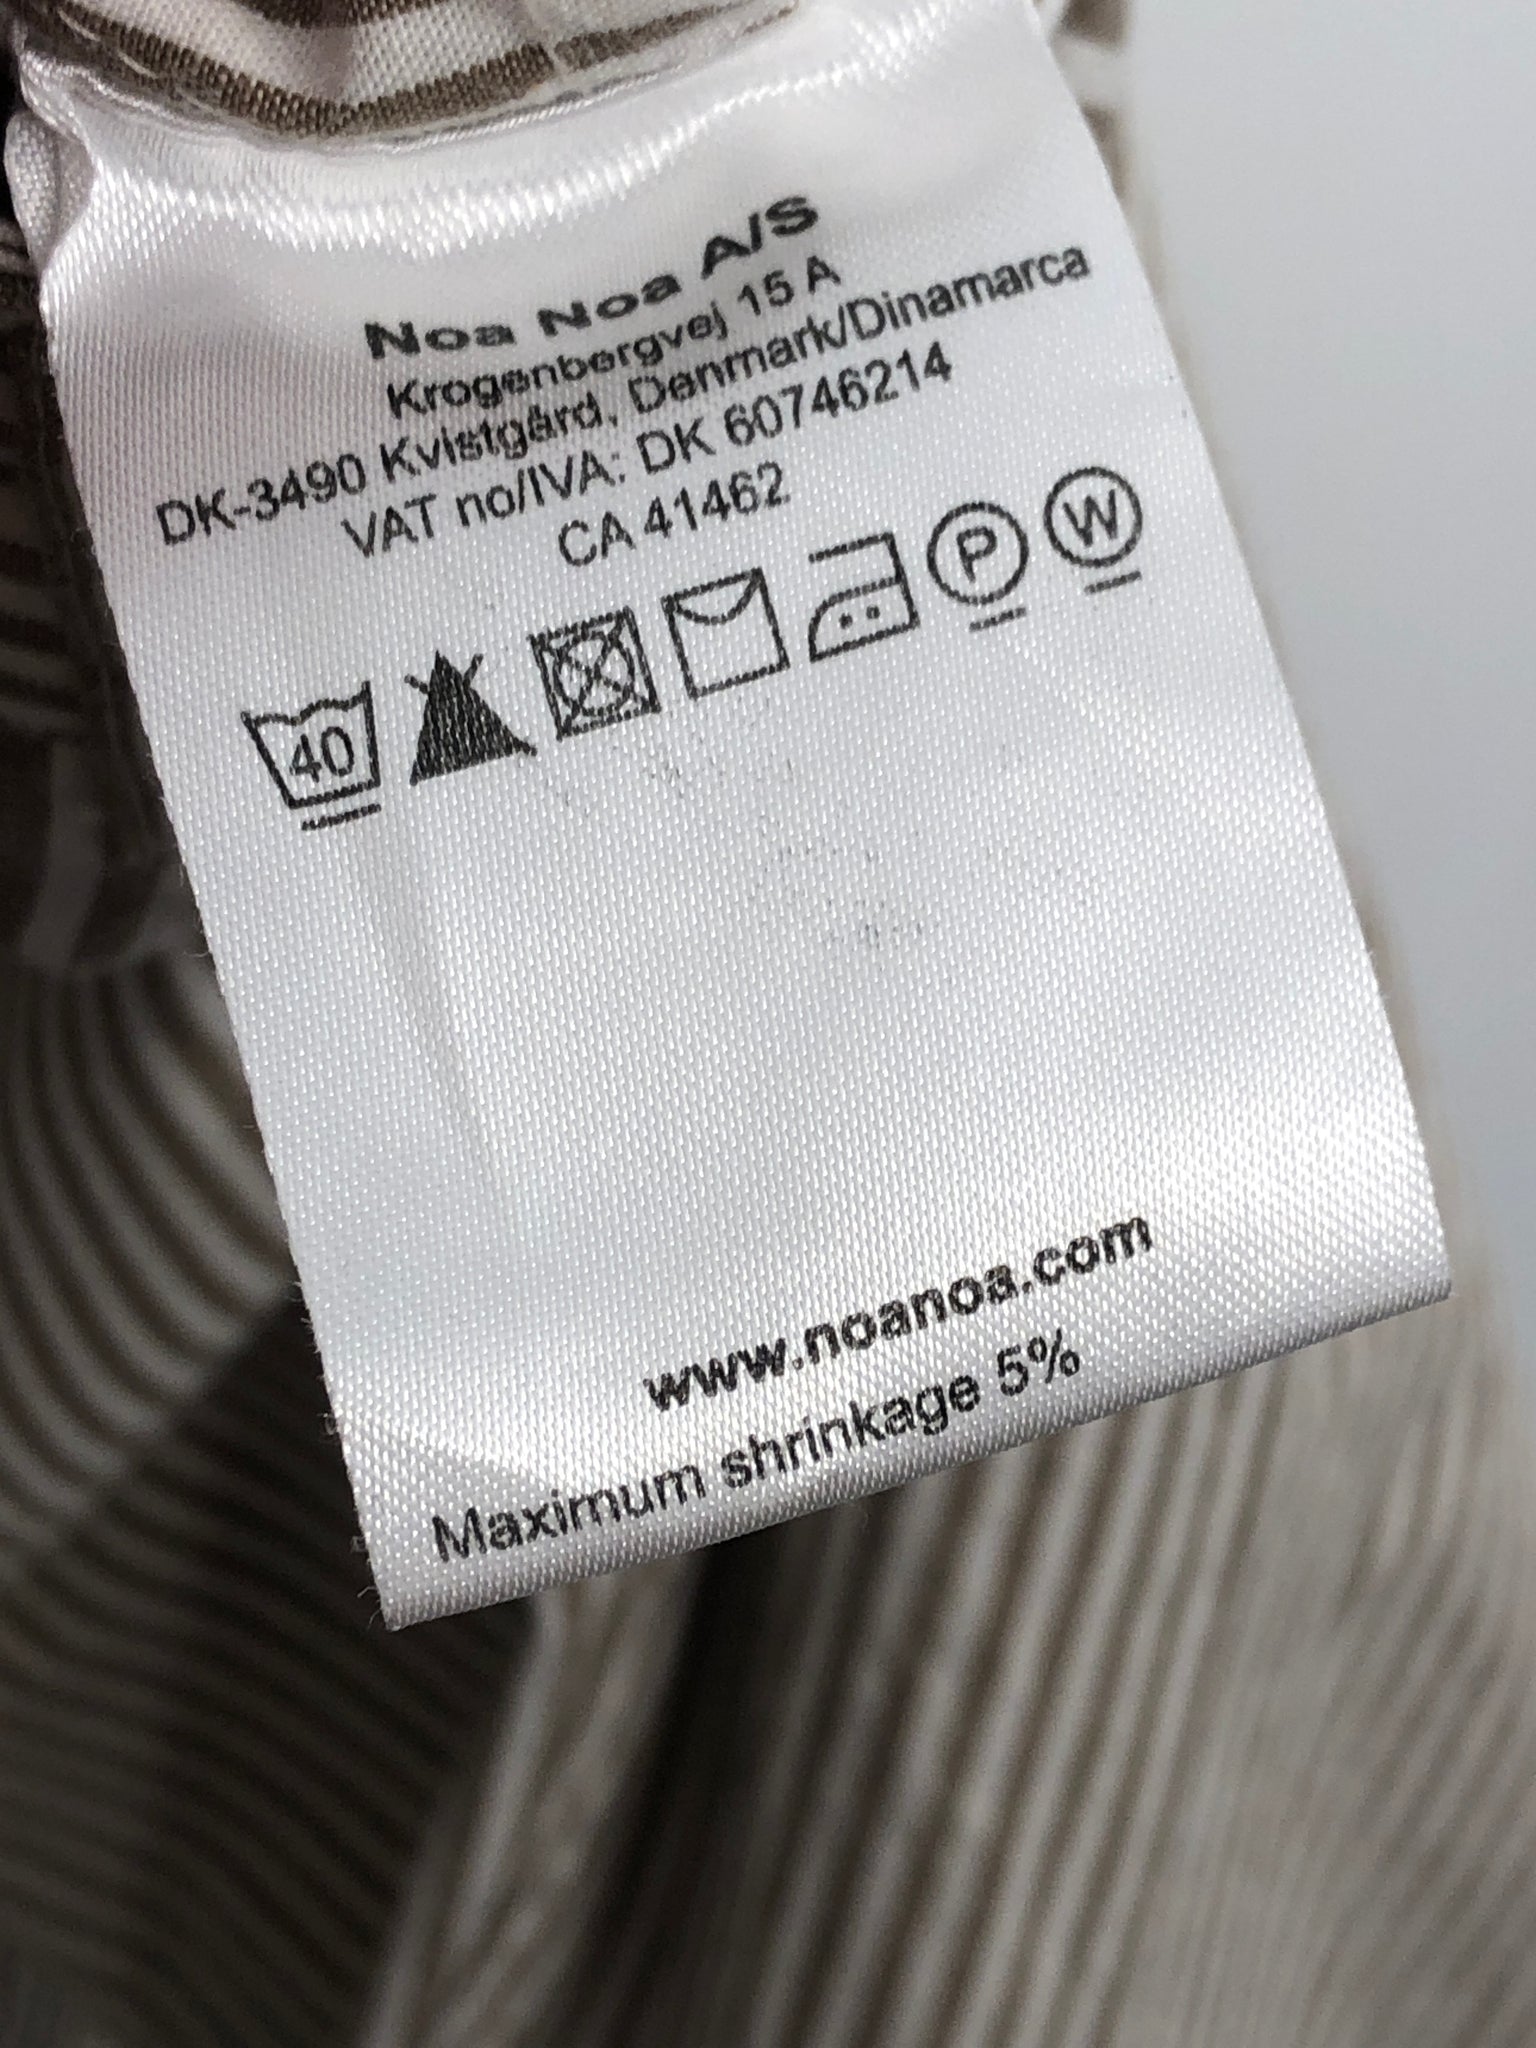 Noa Noa A/S
Krogenbergvej 15 A
DK-3490 Kvistgård, Denmark/Dinamarca
VAT no/IVA: DK 60746214
CA 41462
40 P W
www.noanoa.com
Maximum shrinkage 5%